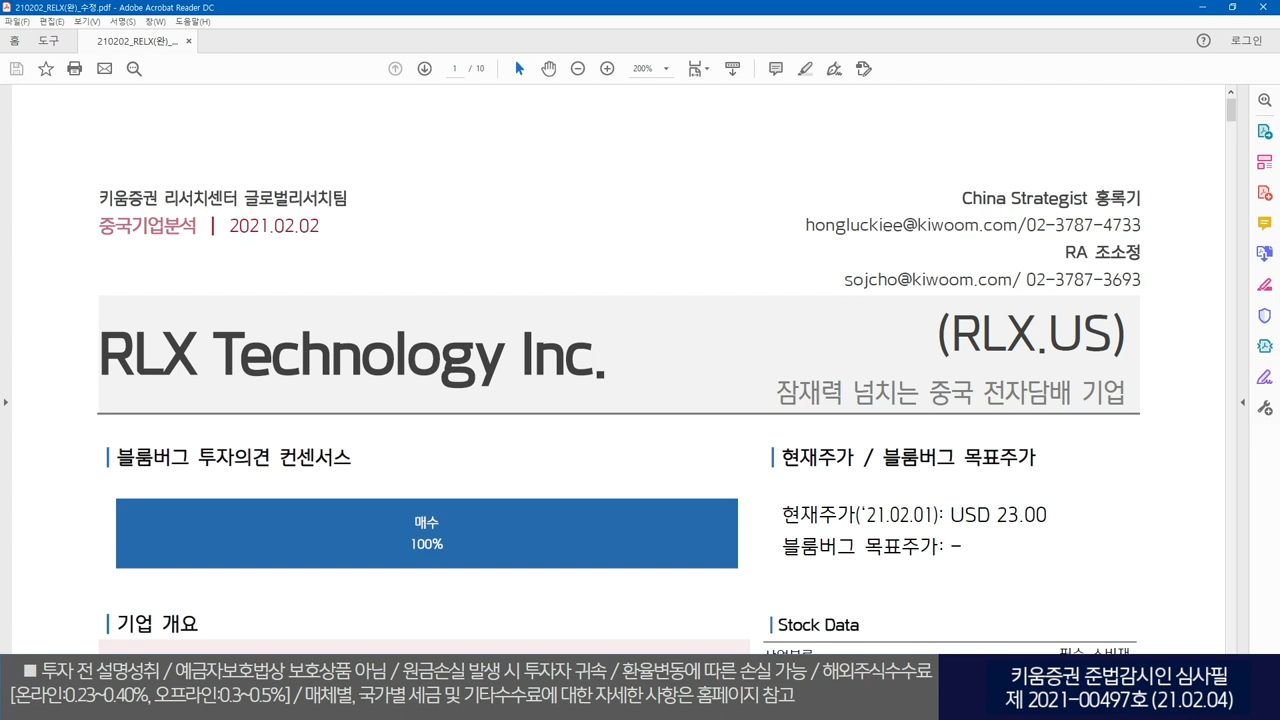 210202_RELX(완)_수정.pdf - Adobe Acrobat Reader DC
파일(F) 편집(E) 보기(V) 서명(S) 창(W) 도움말(H)
홈 도구 210202_RELX(완)_... × 로그인
1 / 10 200%
키움증권 리서치센터 글로벌리서치팀
중국기업분석 | 2021.02.02
China Strategist 홍록기
hongluckiee@kiwoom.com/02-3787-4733
RA 조소정
sojcho@kiwoom.com/ 02-3787-3693
RLX Technology Inc.
(RLX.US)
잠재력 넘치는 중국 전자담배 기업
블룸버그 투자의견 컨센서스
매수
100%
현재주가 / 블룸버그 목표주가
현재주가('21.02.01): USD 23.00
블룸버그 목표주가: -
기업 개요
Stock Data
■ 투자 전 설명청취 / 예금자보호법상 보호상품 아님 / 원금손실 발생 시 투자자 귀속 / 환율변동에 따른 손실 가능 / 해외주식수수료
[온라인:0.23~0.40%, 오프라인:0.3~0.5%] / 매체별, 국가별 세금 및 기타수수료에 대한 자세한 사항은 홈페이지 참고
키움증권 준법감시인 심사필
제 2021-00497호 (21.02.04)